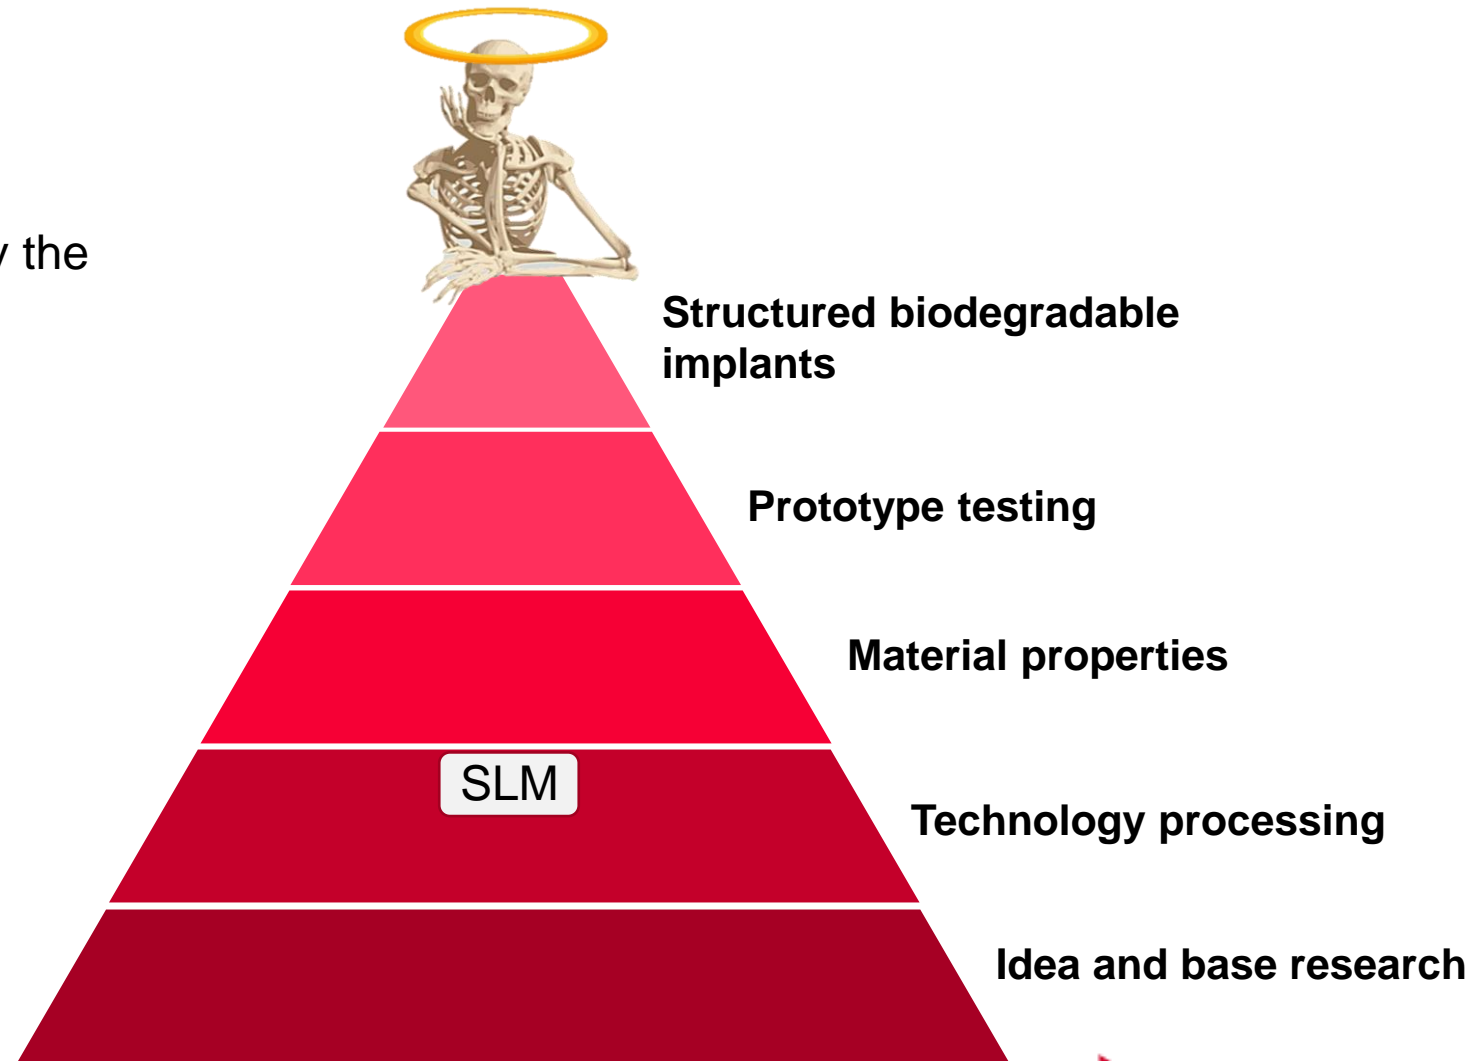 y the
Structured biodegradable
implants
Prototype testing
Material properties
SLM
Technology processing
Idea and base research